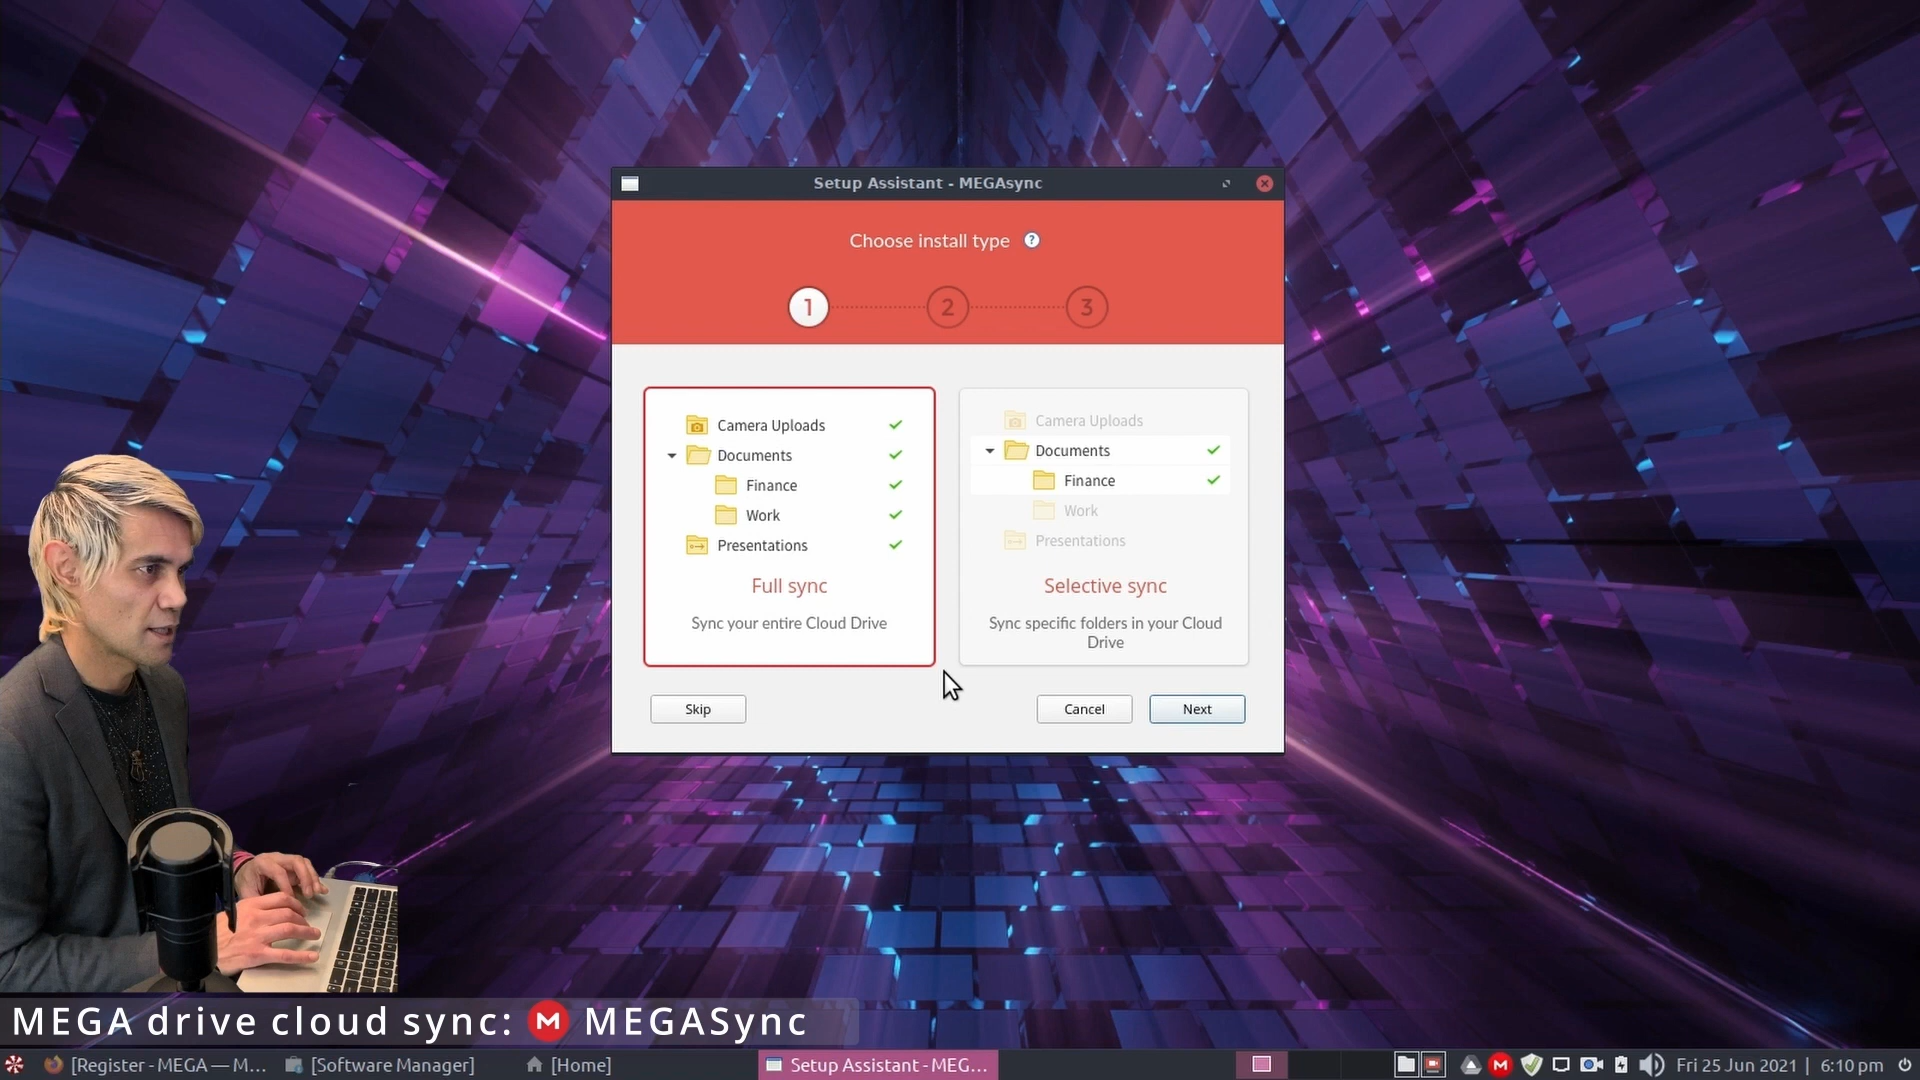 Setup Assistant - MEGAsync
Choose install type ?
1 2 3
Camera Uploads
Documents
Finance
Work
Presentations
Full sync
Sync your entire Cloud Drive
Camera Uploads
Documents
Finance
Work
Presentations
Selective sync
Sync specific folders in your Cloud
Drive
Skip
Cancel
Next
MEGA drive cloud sync: M MEGASync
[Register - MEGA — M... [Software Manager] [Home] Setup Assistant - MEG... M Fri 25 Jun 2021 | 6:10 pm